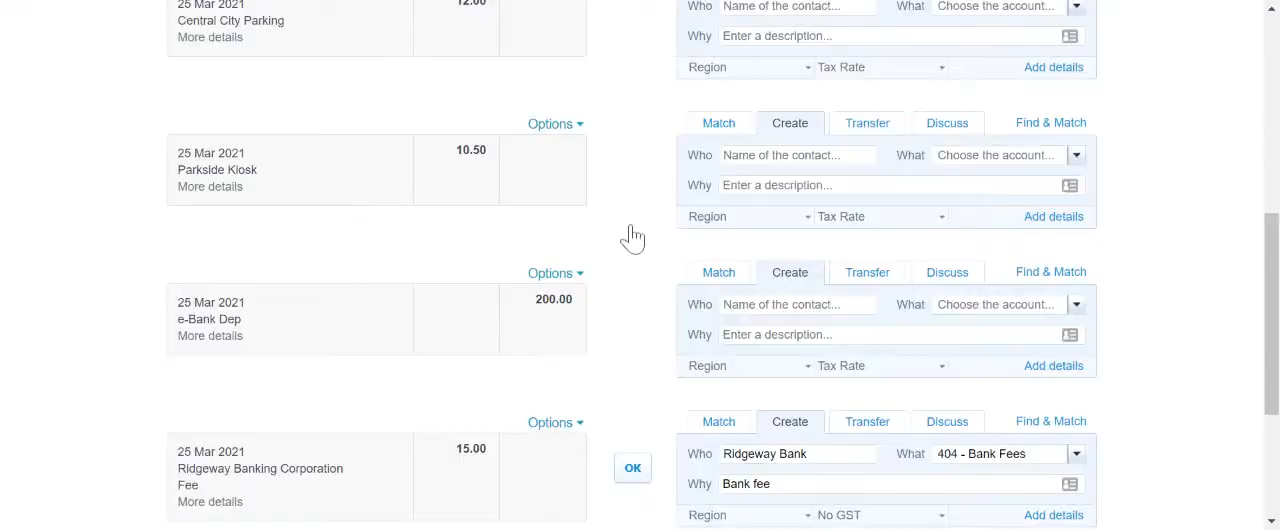 25 Mar 2021
Central City Parking
More details
12.00
Who Name of the contact... What Choose the account...
Why Enter a description...
Region Tax Rate Add details
Options
25 Mar 2021
Parkside Kiosk
More details
10.50
Match Create Transfer Discuss Find & Match
Who Name of the contact... What Choose the account...
Why Enter a description...
Region Tax Rate Add details
Options
25 Mar 2021
e-Bank Dep
More details
200.00
Match Create Transfer Discuss Find & Match
Who Name of the contact... What Choose the account...
Why Enter a description...
Region Tax Rate Add details
Options
25 Mar 2021
Ridgeway Banking Corporation
Fee
More details
15.00
OK
Match Create Transfer Discuss Find & Match
Who Ridgeway Bank What 404 - Bank Fees
Why Bank fee
Region No GST Add details